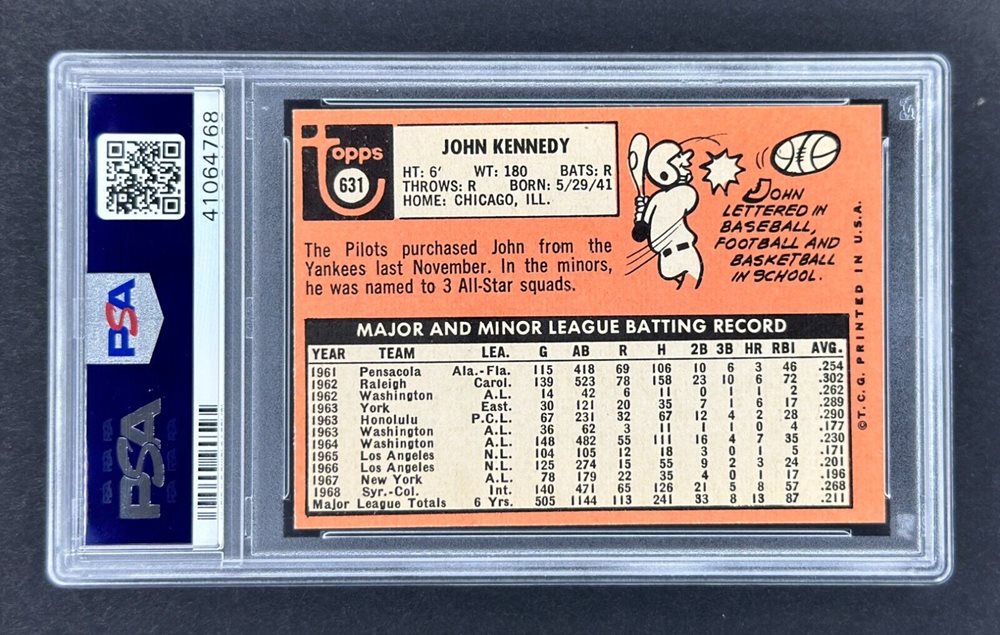 41064768
PSA
PSA
Topps
631
JOHN KENNEDY
HT: 6' WT: 180 BATS: R
THROWS: R BORN: 5/29/41
HOME: CHICAGO, ILL.
The Pilots purchased John from the
Yankees last November. In the minors,
he was named to 3 All-Star squads.
JOHN
LETTERED IN
BASEBALL,
FOOTBALL AND
BASKETBALL
IN SCHOOL.
MAJOR AND MINOR LEAGUE BATTING RECORD
YEAR TEAM LEA. G AB R H 2B 3B HR RBI AVG.
1961 Pensacola Ala.-Fla. 115 418 69 106 10 6 3 46 .254
1962 Raleigh Carol. 139 523 78 158 23 10 6 72 .302
1962 Washington A.L. 14 42 6 11 0 1 1 2 .262
1963 York East. 30 121 20 35 7 1 6 17 .289
1963 Honolulu P.C.L. 67 231 32 67 12 4 2 28 .290
1963 Washington A.L. 36 62 3 11 1 1 0 4 .177
1964 Washington A.L. 148 482 55 111 16 4 7 35 .230
1965 Los Angeles N.L. 104 105 12 18 3 0 1 5 .171
1966 Los Angeles N.L. 125 274 15 55 9 2 3 24 .201
1967 New York A.L. 78 179 22 35 4 0 1 17 .196
1968 Syr.-Col. Int. 140 471 65 126 21 5 8 57 .268
Major League Totals 6 Yrs. 505 1144 113 241 33 8 13 87 .211
©T.C.G. PRINTED IN U.S.A.